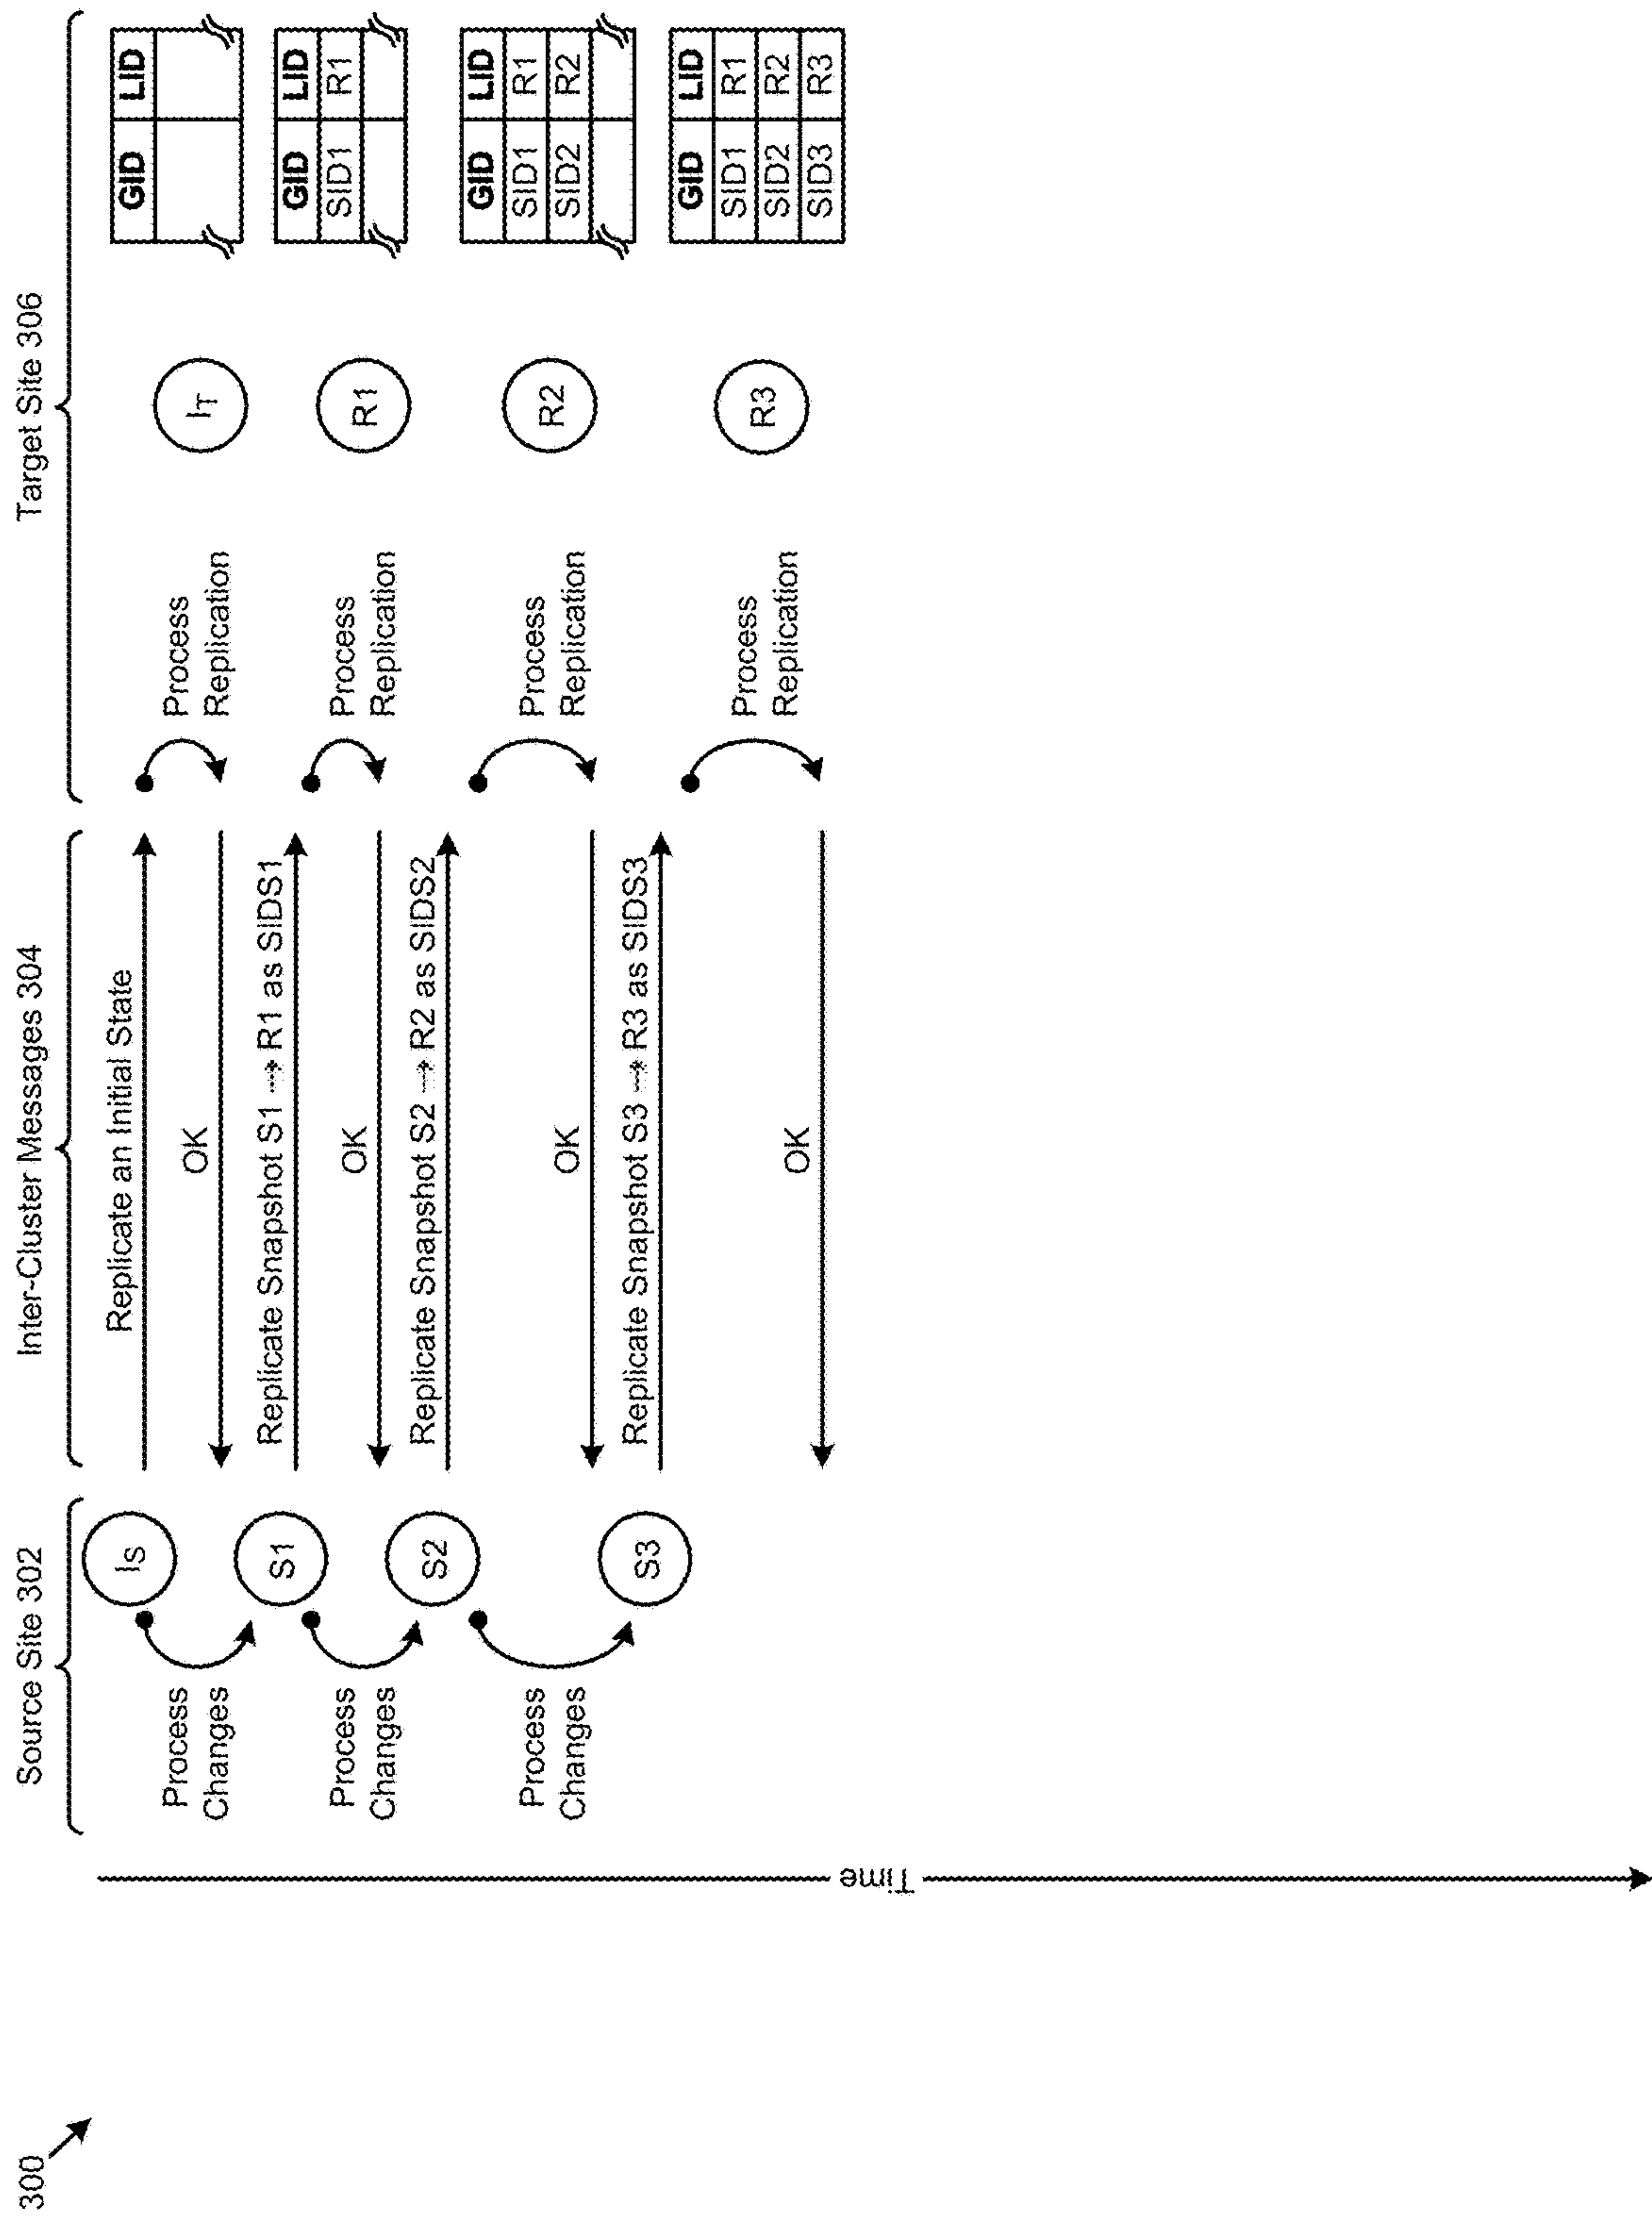 300
Source Site 302
Inter-Cluster Messages 304
Target Site 306
Time
IS
Process
Changes
Replicate an Initial State
Process
Replication
IT
GID LID
OK
S1
Process
Changes
Replicate Snapshot S1 → R1 as SIDS1
Process
Replication
R1
GID LID
SID1 R1
OK
S2
Process
Changes
Replicate Snapshot S2 → R2 as SIDS2
Process
Replication
R2
GID LID
SID1 R1
SID2 R2
OK
S3
Replicate Snapshot S3 → R3 as SIDS3
Process
Replication
R3
GID LID
SID1 R1
SID2 R2
SID3 R3
OK